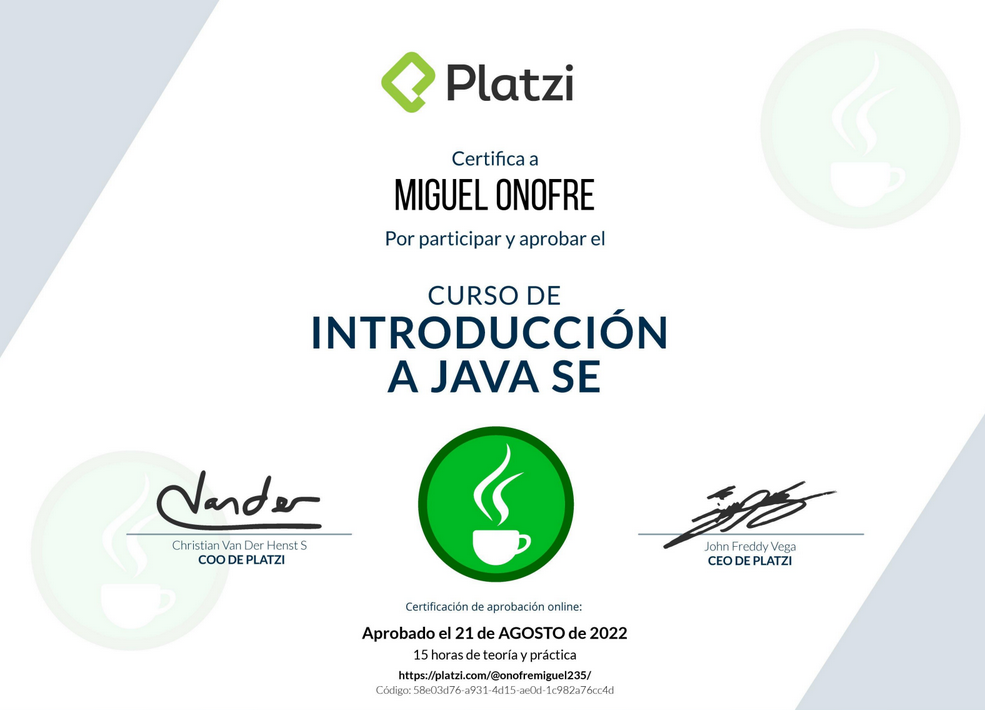 Platzi
Certifica a
MIGUEL ONOFRE
Por participar y aprobar el
CURSO DE
INTRODUCCIÓN
A JAVA SE
Vander
Christian Van Der Henst S
COO DE PLATZI
John Freddy Vega
CEO DE PLATZI
Certificación de aprobación online:
Aprobado el 21 de AGOSTO de 2022
15 horas de teoría y práctica
https://platzi.com/@onofremiguel235/
Código: 58e03d76-a931-4d15-ae0d-1c982a76cc4d